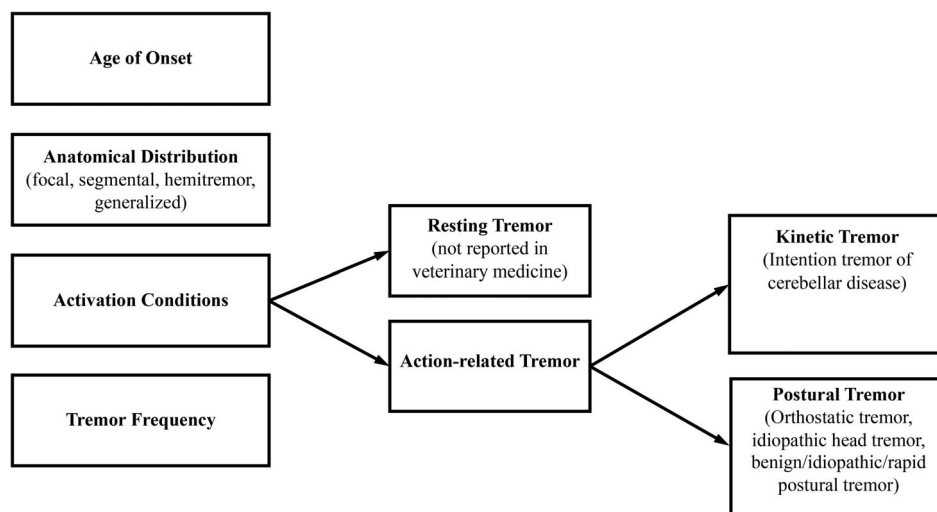 Age of Onset
Anatomical Distribution
(focal, segmental, hemitremor,
generalized)
Activation Conditions
Tremor Frequency
Resting Tremor
(not reported in
veterinary medicine)
Action-related Tremor
Kinetic Tremor
(Intention tremor of
cerebellar disease)
Postural Tremor
(Orthostatic tremor,
idiopathic head tremor,
benign/idiopathic/rapid
postural tremor)